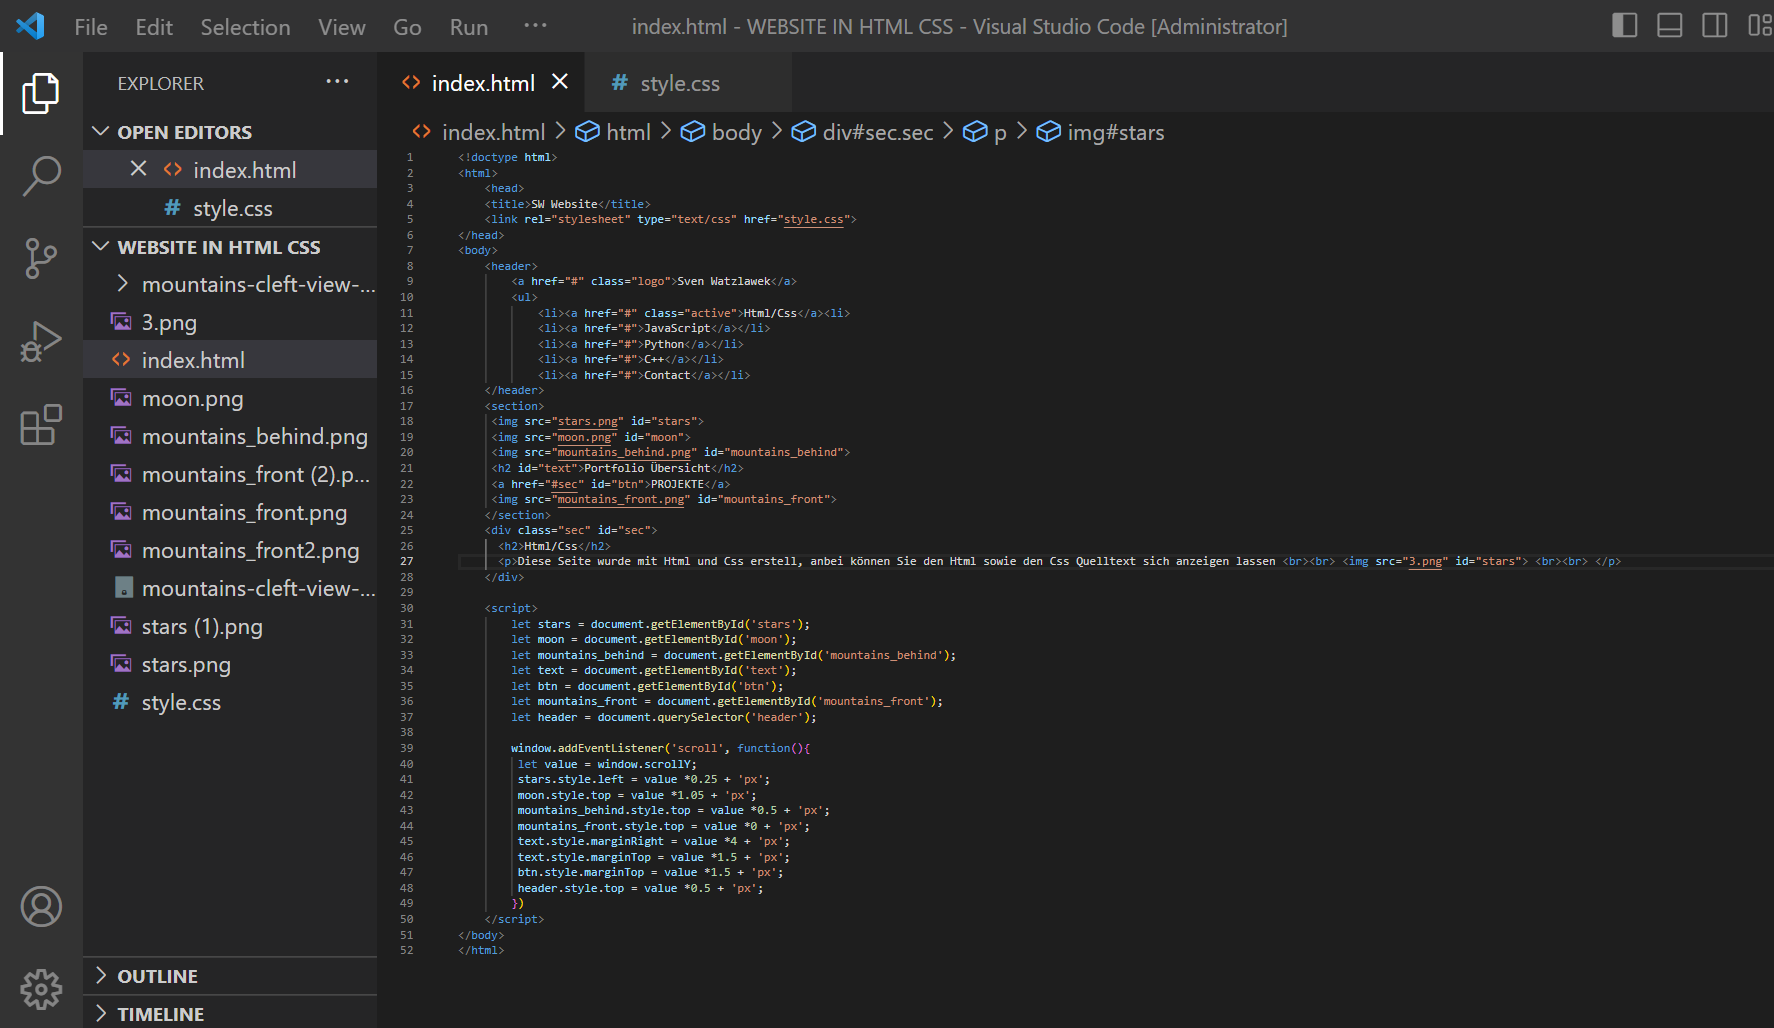 File Edit Selection View Go Run ··· index.html - WEBSITE IN HTML CSS - Visual Studio Code [Administrator]
EXPLORER ···
OPEN EDITORS
index.html
style.css
WEBSITE IN HTML CSS
mountains-cleft-view-...
3.png
index.html
moon.png
mountains_behind.png
mountains_front (2).p...
mountains_front.png
mountains_front2.png
mountains-cleft-view-...
stars (1).png
stars.png
style.css
OUTLINE
TIMELINE
index.html style.css
index.html > html > body > div#sec.sec > p > img#stars
1 <!doctype html>
2 <html>
3 <head>
4 <title>SW Website</title>
5 <link rel="stylesheet" type="text/css" href="style.css">
6 </head>
7 <body>
8 <header>
9 <a href="#" class="logo">Sven Watzlawek</a>
10 <ul>
11 <li><a href="#" class="active">Html/Css</a><li>
12 <li><a href="#">JavaScript</a></li>
13 <li><a href="#">Python</a></li>
14 <li><a href="#">C++</a></li>
15 <li><a href="#">Contact</a></li>
16 </header>
17 <section>
18 <img src="stars.png" id="stars">
19 <img src="moon.png" id="moon">
20 <img src="mountains_behind.png" id="mountains_behind">
21 <h2 id="text">Portfolio Übersicht</h2>
22 <a href="#sec" id="btn">PROJEKTE</a>
23 <img src="mountains_front.png" id="mountains_front">
24 </section>
25 <div class="sec" id="sec">
26 <h2>Html/Css</h2>
27 <p>Diese Seite wurde mit Html und Css erstell, anbei können Sie den Html sowie den Css Quelltext sich anzeigen lassen <br><br> <img src="3.png" id="stars"> <br><br> </p>
28 </div>
29
30 <script>
31 let stars = document.getElementById('stars');
32 let moon = document.getElementById('moon');
33 let mountains_behind = document.getElementById('mountains_behind');
34 let text = document.getElementById('text');
35 let btn = document.getElementById('btn');
36 let mountains_front = document.getElementById('mountains_front');
37 let header = document.querySelector('header');
38
39 window.addEventListener('scroll', function(){
40 let value = window.scrollY;
41 stars.style.left = value *0.25 + 'px';
42 moon.style.top = value *1.05 + 'px';
43 mountains_behind.style.top = value *0.5 + 'px';
44 mountains_front.style.top = value *0 + 'px';
45 text.style.marginRight = value *4 + 'px';
46 text.style.marginTop = value *1.5 + 'px';
47 btn.style.marginTop = value *1.5 + 'px';
48 header.style.top = value *0.5 + 'px';
49 })
50 </script>
51 </body>
52 </html>